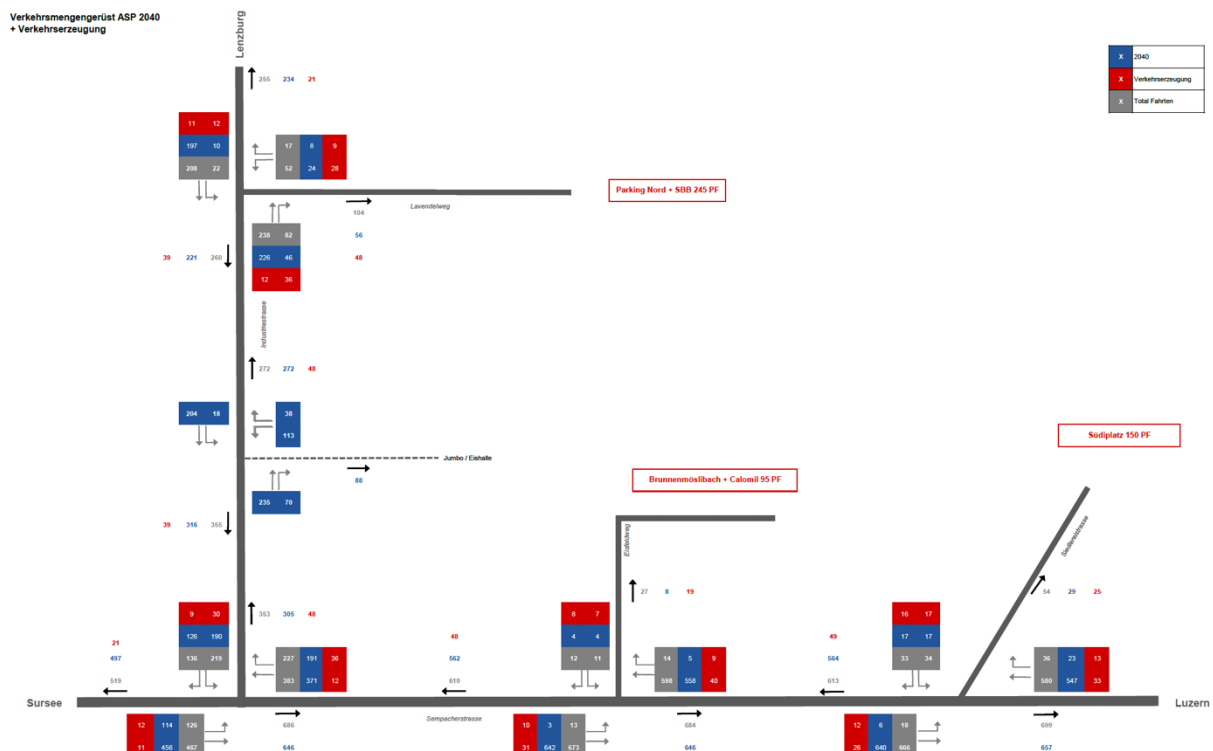 Verkehrsmengengerüst ASP 2040
+ Verkehrserzeugung
Lenzburg
X 2040
X Verkehrserzeugung
X Total Fahrten
255 234 21
11 12
197 10
208 22
17 8 9
52 24 28
Parking Nord + SBB 245 PF
Lavendelweg
104
56
48
238 82
226 46
12 36
39 221 260
Industriestrasse
272 272 48
204 18
38
113
Jumbo / Eishalle
88
235 70
39 316 355
Südiplatz 150 PF
Brunnenmöslibach + Calomil 95 PF
Eisfeldweg
Siedlereistrasse
27 8 19
54 29 25
353 305 48
9 30
126 190
136 219
21
497
519
227 191 36
383 371 12
48
562
610
8 7
4 4
12 11
14 5 9
598 558 40
49
564
613
16 17
17 17
33 34
36 23 13
580 547 33
Sursee
Luzern
Sempacherstrasse
12 114 126
11 456 467
686
646
10 3 13
31 642 673
684
646
12 6 18
26 640 666
699
657